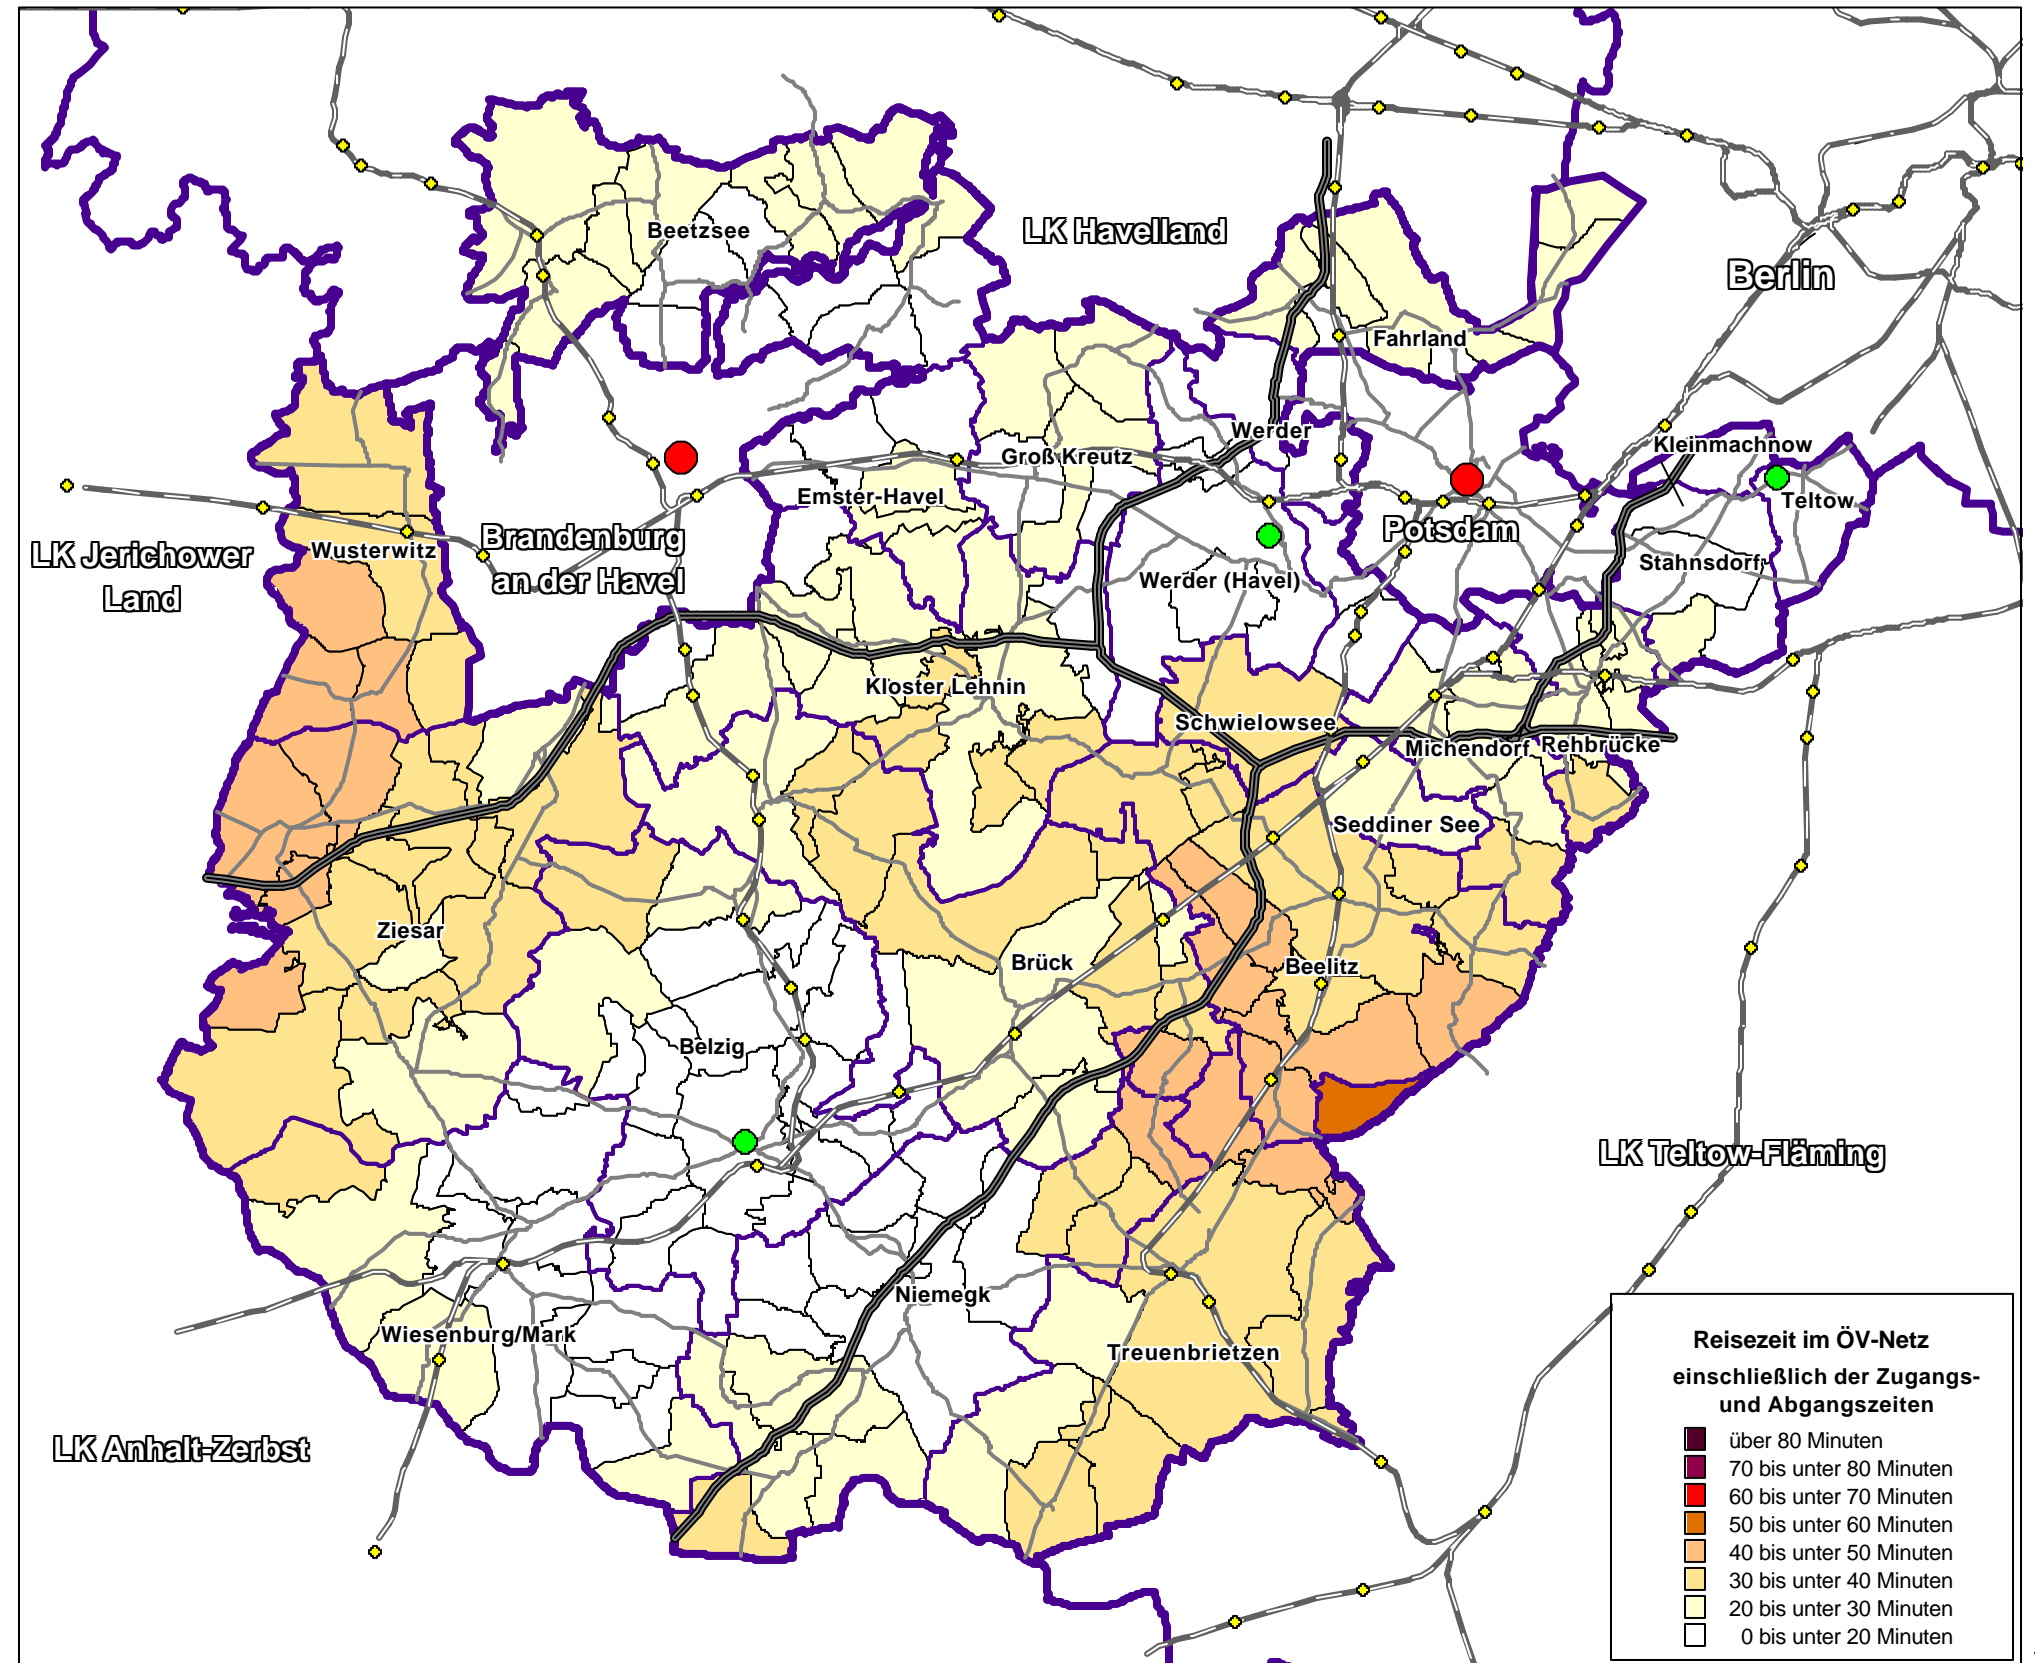 Beetzsee
LK Havelland
Berlin
Fahrland
Werder
Kleinmachnow
Groß Kreutz
Emster-Havel
Teltow
Potsdam
Brandenburg
an der Havel
LK Jerichower
Land
Wusterwitz
Stahnsdorf
Werder (Havel)
Kloster Lehnin
Schwielowsee
Michendorf
Rehbrücke
Seddiner See
Ziesar
Brück
Beelitz
Belzig
LK Teltow-Fläming
Niemegk
Wiesenburg/Mark
Treuenbrietzen
LK Anhalt-Zerbst
Reisezeit im ÖV-Netz
einschließlich der Zugangs-
und Abgangszeiten
über 80 Minuten
70 bis unter 80 Minuten
60 bis unter 70 Minuten
50 bis unter 60 Minuten
40 bis unter 50 Minuten
30 bis unter 40 Minuten
20 bis unter 30 Minuten
0 bis unter 20 Minuten